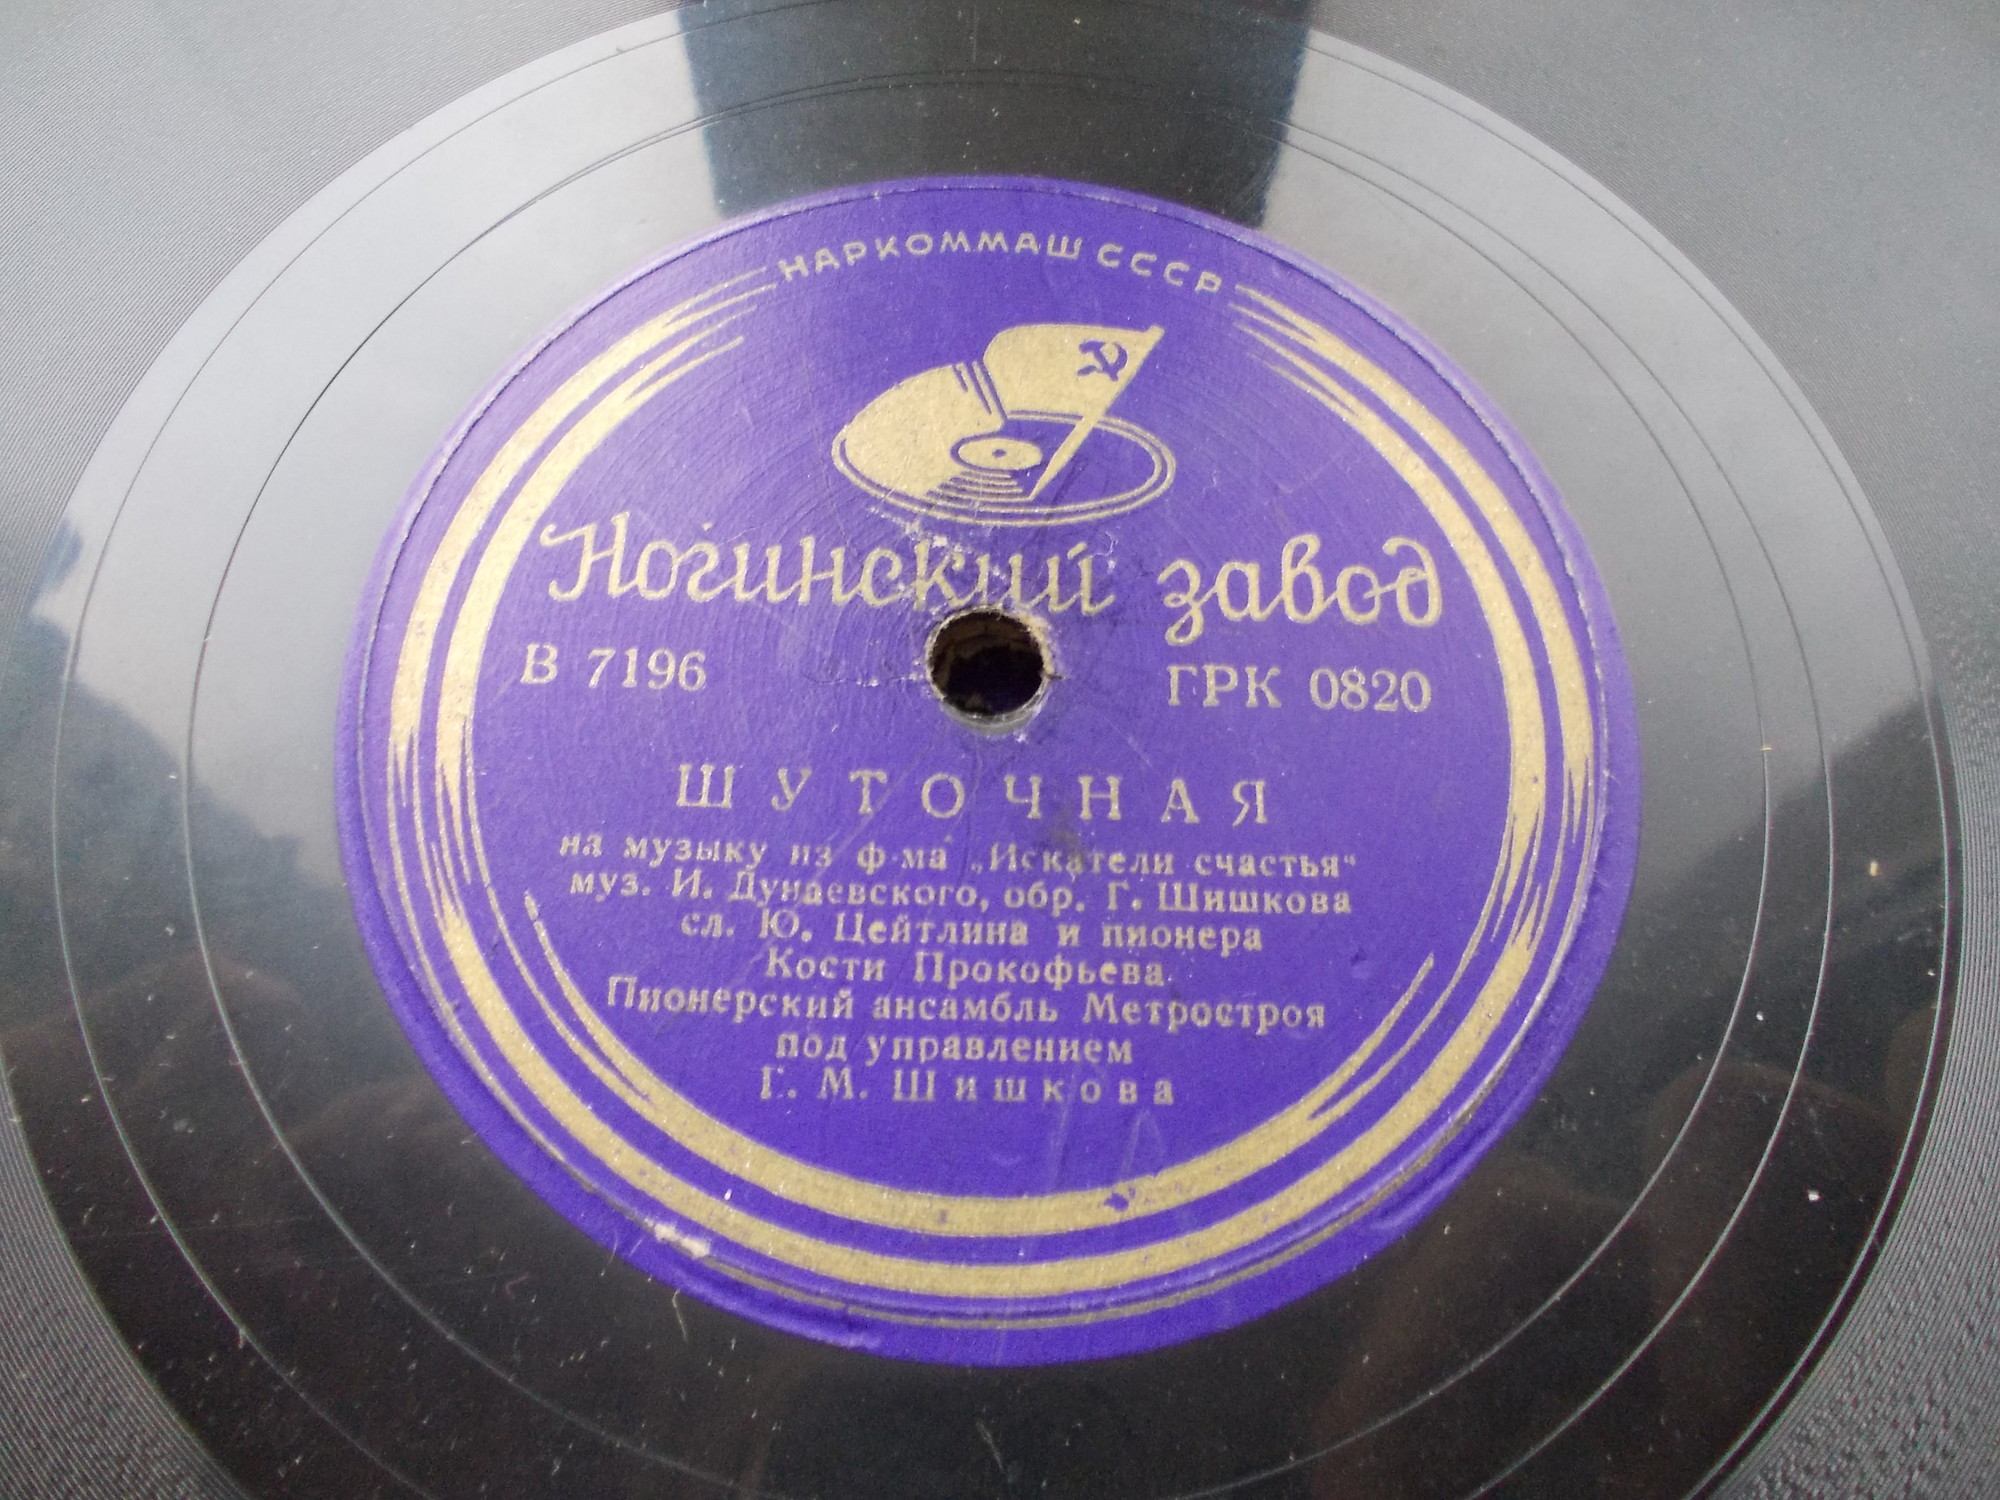 НАРКОММАШ СССР
Ногинский завод
В 7196 ГРК 0820
ШУТОЧНАЯ
на музыку из ф-ма „Искатели счастья“
муз. И. Дунаевского, обр. Г. Шишкова
сл. Ю. Цейтлина и пионера
Кости Прокофьева.
Пионерский ансамбль Метростроя
под управлением
Г. М. Шишкова